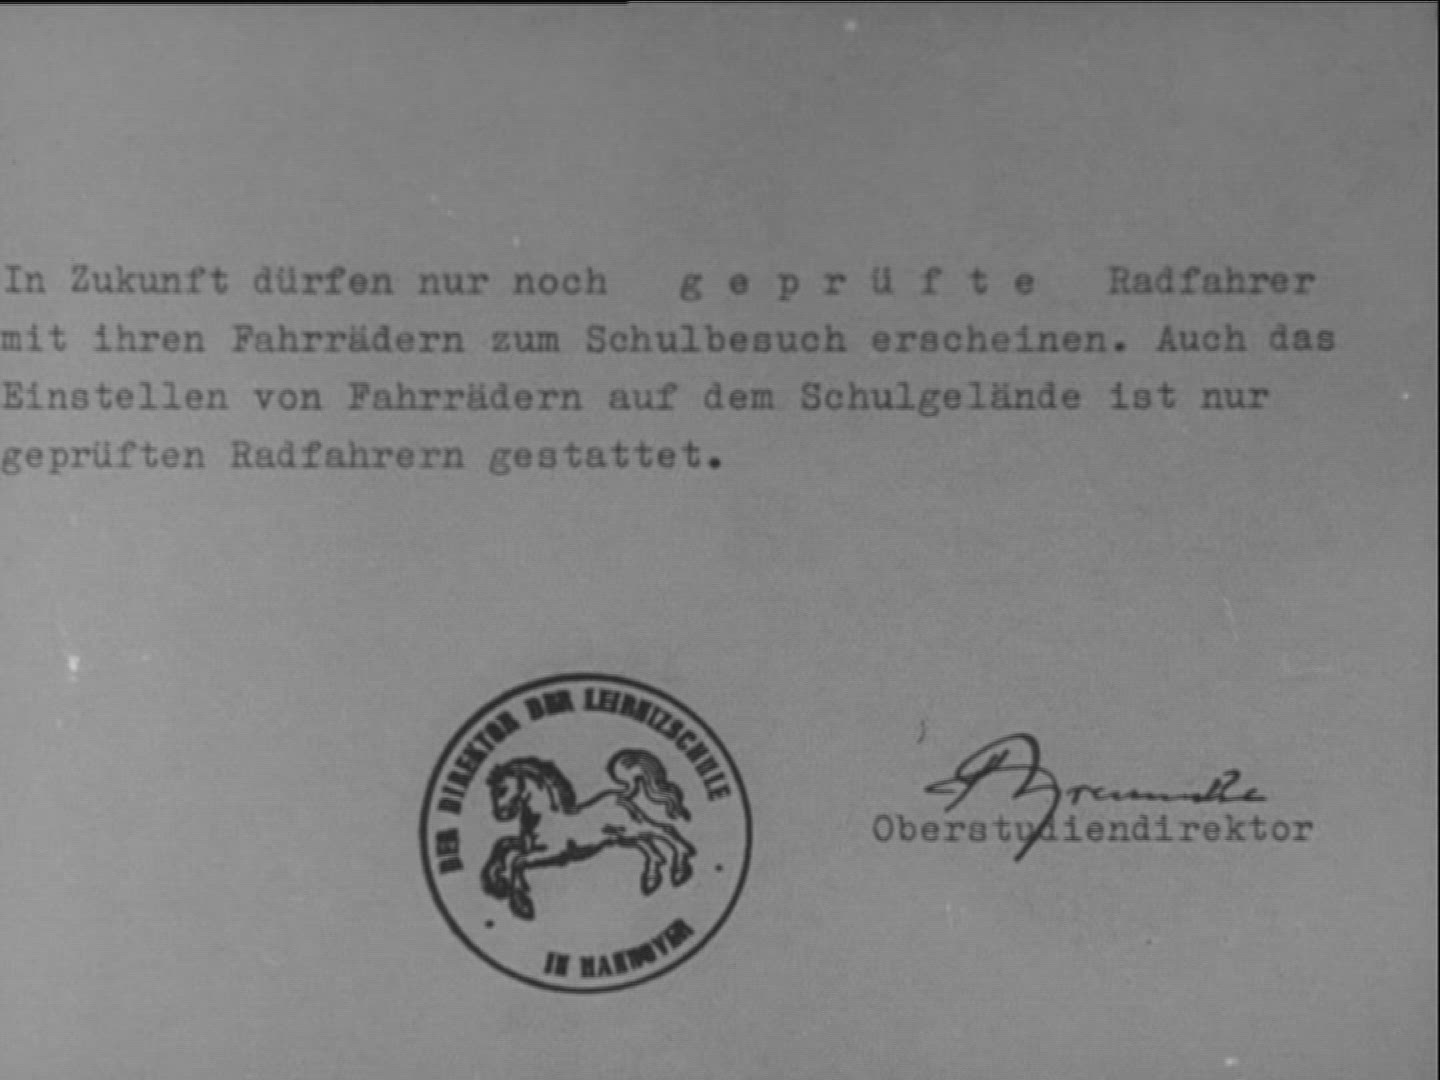 In Zukunft dürfen nur noch g e p r ü f t e Radfahrer
mit ihren Fahrrädern zum Schulbesuch erscheinen. Auch das
Einstellen von Fahrrädern auf dem Schulgelände ist nur
geprüften Radfahrern gestattet.
DER DIREKTOR DER LEIBNIZSCHULE
IN HANNOVER
Oberstudiendirektor